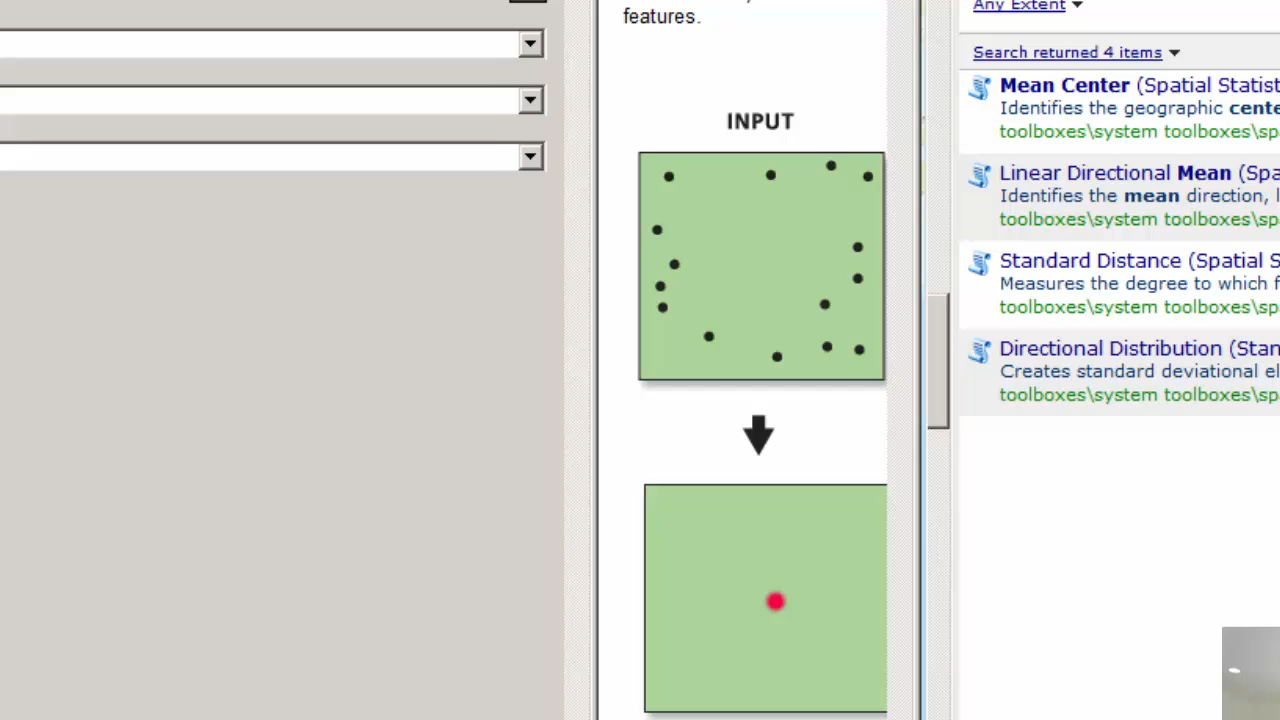 features.
INPUT
Any Extent
Search returned 4 items
Mean Center (Spatial Statist
Identifies the geographic cente
toolboxes\system toolboxes\sp
Linear Directional Mean (Spa
Identifies the mean direction, l
toolboxes\system toolboxes\sp
Standard Distance (Spatial S
Measures the degree to which f
toolboxes\system toolboxes\sp
Directional Distribution (Stan
Creates standard deviational el
toolboxes\system toolboxes\sp